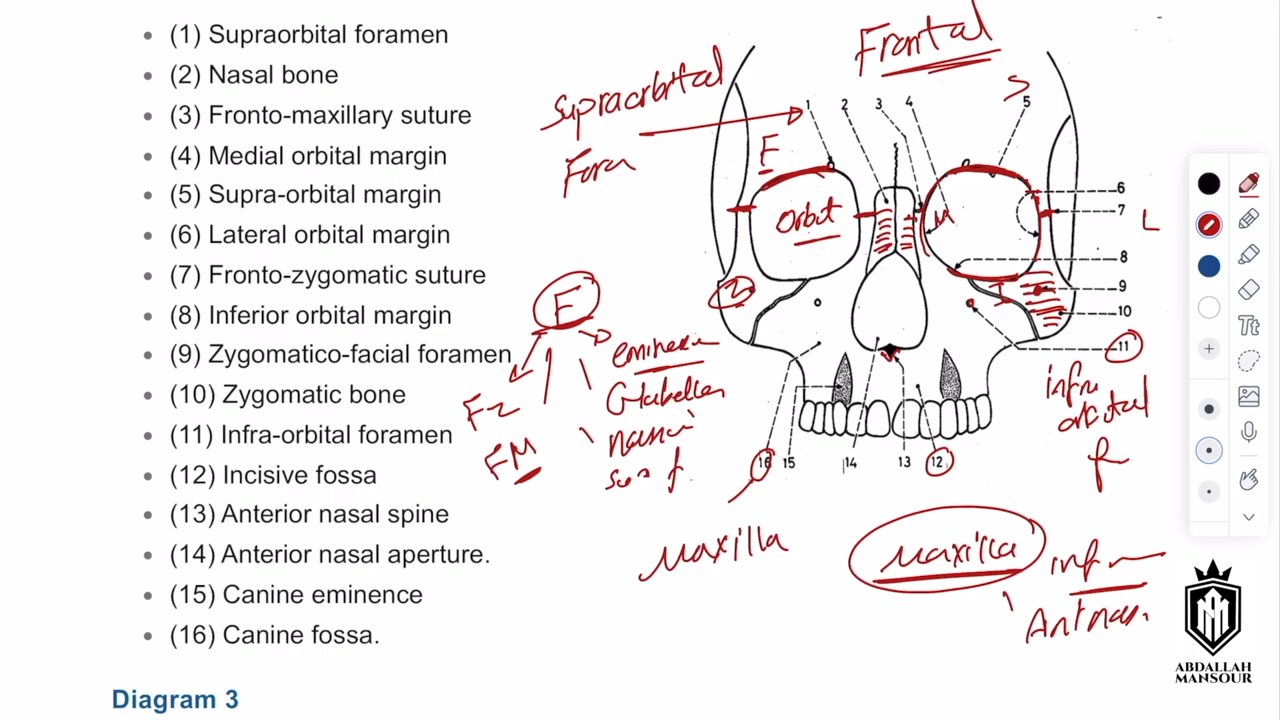 • (1) Supraorbital foramen
• (2) Nasal bone
• (3) Fronto-maxillary suture
• (4) Medial orbital margin
• (5) Supra-orbital margin
• (6) Lateral orbital margin
• (7) Fronto-zygomatic suture
• (8) Inferior orbital margin
• (9) Zygomatico-facial foramen
• (10) Zygomatic bone
• (11) Infra-orbital foramen
• (12) Incisive fossa
• (13) Anterior nasal spine
• (14) Anterior nasal aperture.
• (15) Canine eminence
• (16) Canine fossa.
Diagram 3
Frontal
Supraorbital
Fora
S
1 2 3 4 5
F
Orbit
M
L
6
7
8
9
10
11
I
Z
F
FZ
FM
infra
orbital
f
16 15 14 13 12
Maxilla
Maxilla
Tt
ABDALLAH
MANSOUR